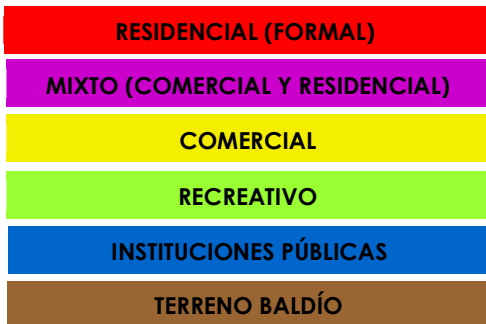 RESIDENCIAL (FORMAL)
MIXTO (COMERCIAL Y RESIDENCIAL)
COMERCIAL
RECREATIVO
INSTITUCIONES PÚBLICAS
TERRENO BALDÍO